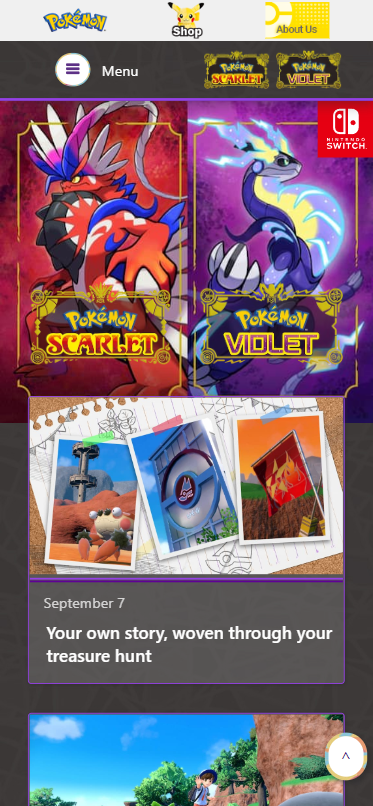 Pokémon
Shop
About Us
Menu
Pokémon
SCARLET
Pokémon
VIOLET
NINTENDO
SWITCH.
Pokémon
SCARLET
Pokémon
VIOLET
September 7
Your own story, woven through your
treasure hunt